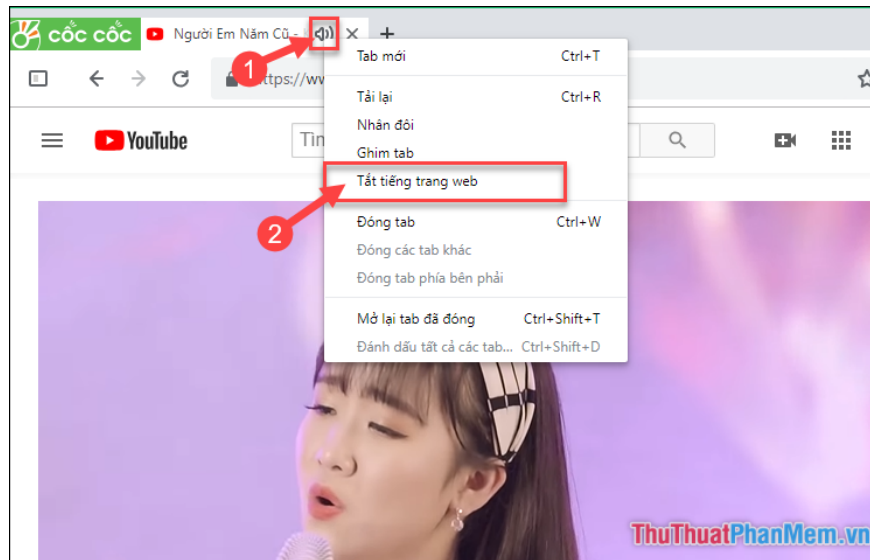 cốc cốc
Người Em Năm Cũ -
1
Tab mới Ctrl+T
ttps://w
Tải lại Ctrl+R
Nhân đôi
YouTube
Tìn
Ghim tab
Tắt tiếng trang web
2
Đóng tab Ctrl+W
Đóng các tab khác
Đóng tab phía bên phải
Mở lại tab đã đóng Ctrl+Shift+T
Đánh dấu tất cả các tab... Ctrl+Shift+D
ThuThuatPhanMem.vn